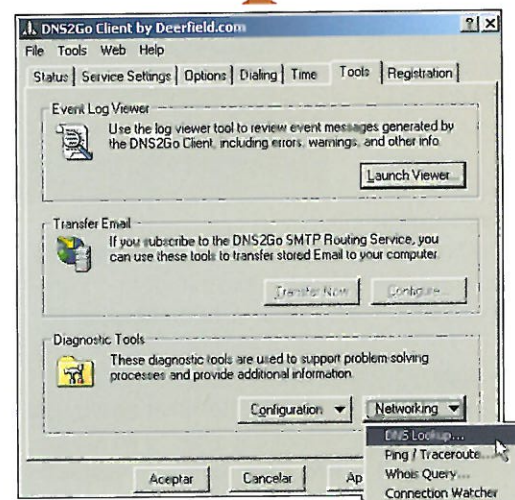 DNS2Go Client by Deerfield.com
File Tools Web Help
Status Service Settings Options Dialing Time Tools Registration
Event Log Viewer
Use the log viewer tool to review event messages generated by
the DNS2Go Client, including errors, warnings, and other info.
Launch Viewer...
Transfer Email
If you subscribe to the DNS2Go SMTP Routing Service, you
can use these tools to transfer stored Email to your computer.
Transfer Now Configure...
Diagnostic Tools
These diagnostic tools are used to support problem solving
processes and provide additional information.
Configuration Networking
DNS Lookup...
Ping / Traceroute...
Whois Query...
Connection Watcher
Aceptar Cancelar Ap